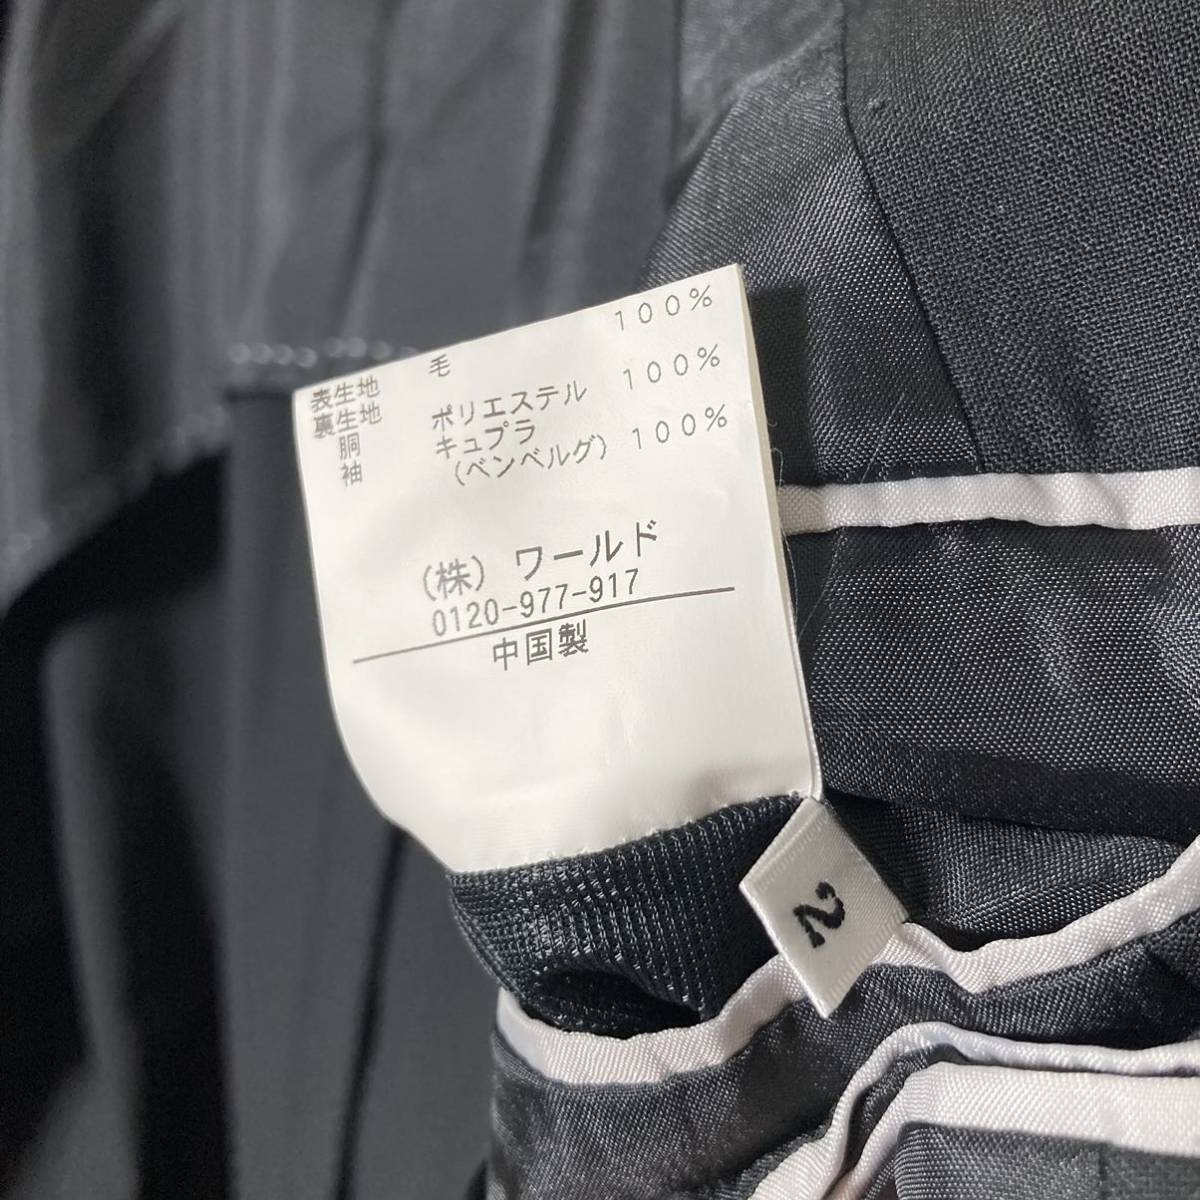 表生地 毛 100%
裏生地
胴 ポリエステル 100%
袖 キュプラ
(ベンベルグ) 100%
(株) ワールド
0120-977-917
中国製
2